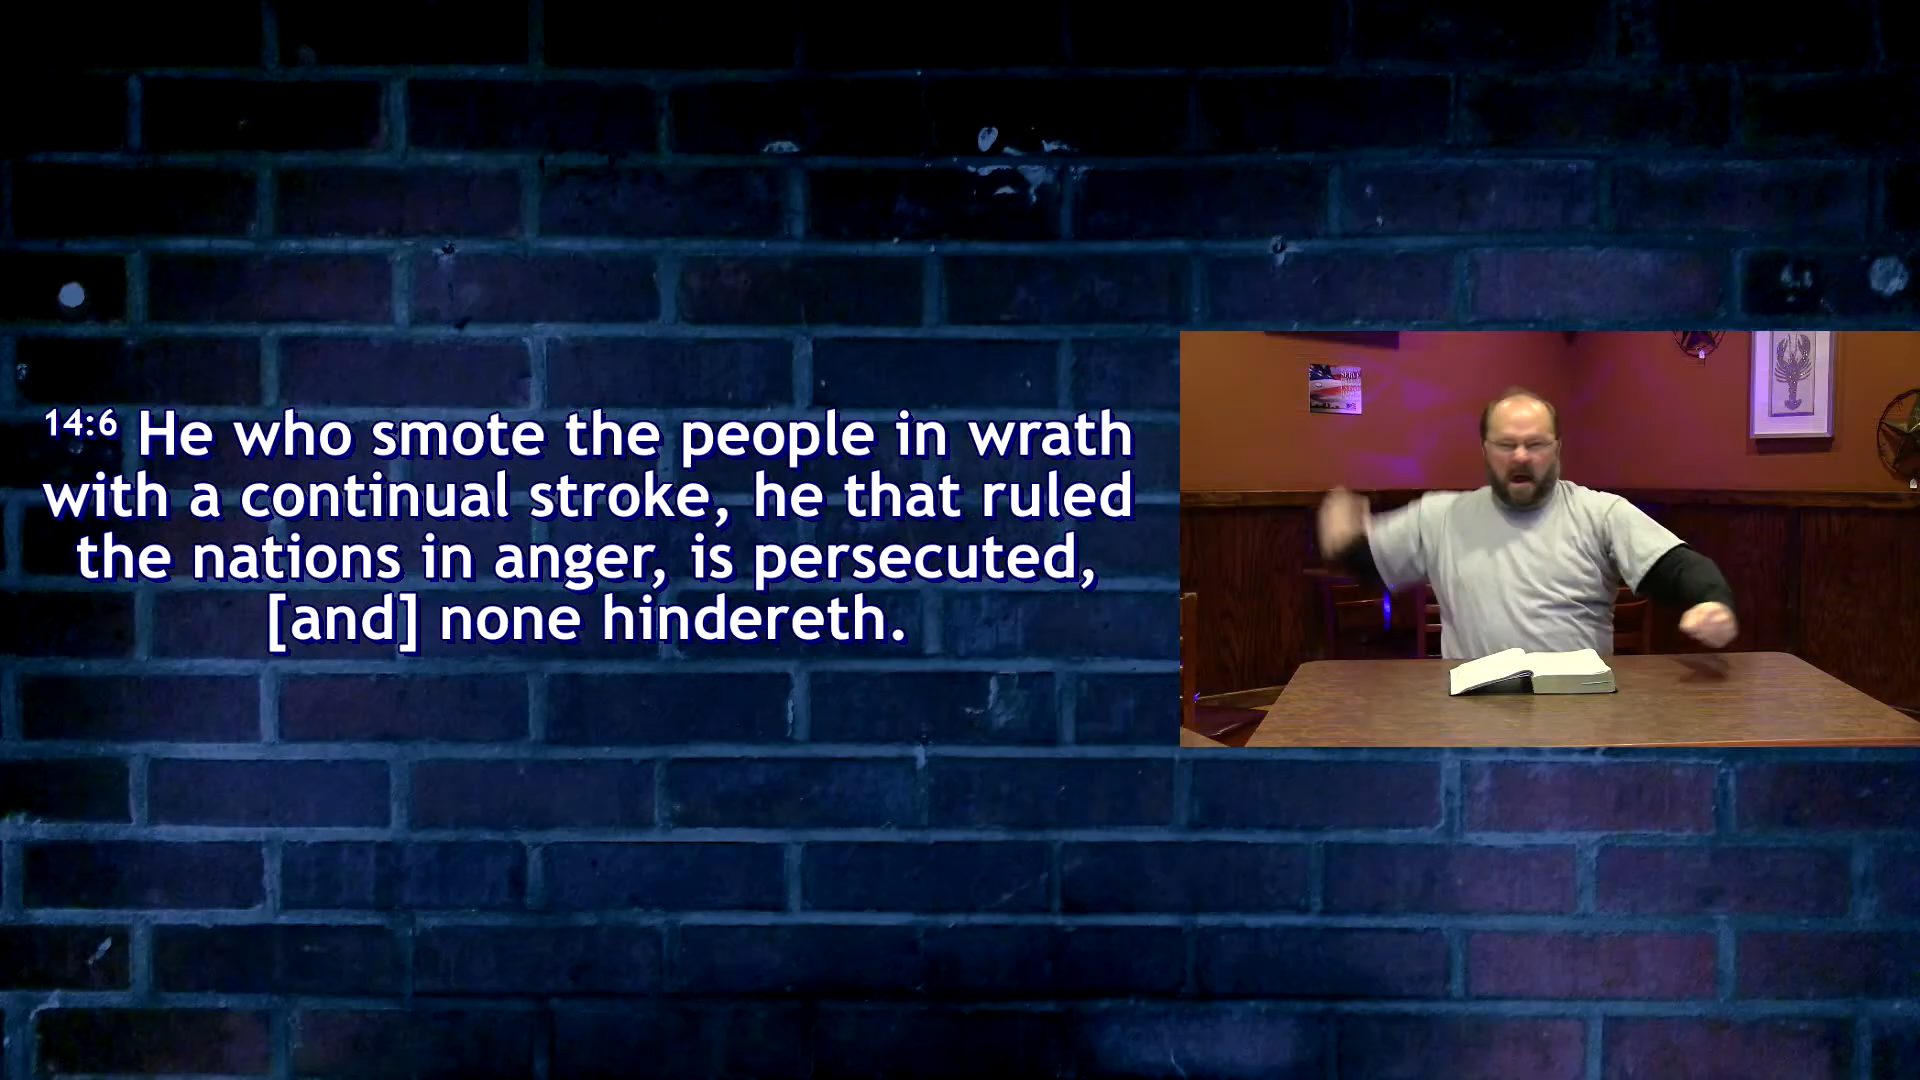 14:6 He who smote the people in wrath
with a continual stroke, he that ruled
the nations in anger, is persecuted,
[and] none hindereth.